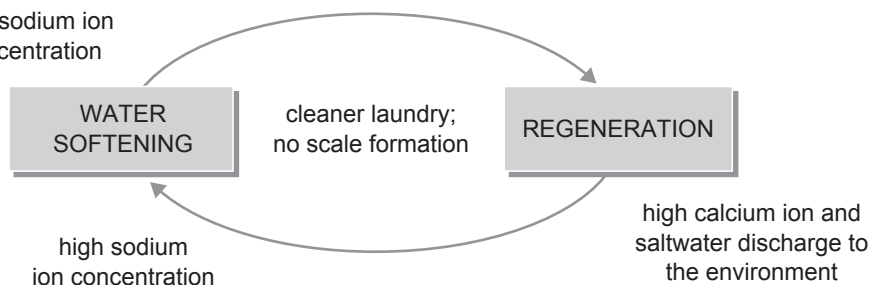 sodium ion
WATER
SOFTENING
cleaner laundry;
no scale formation
REGENERATION
high sodium
ion concentration
high calcium ion and
saltwater discharge to
the environment